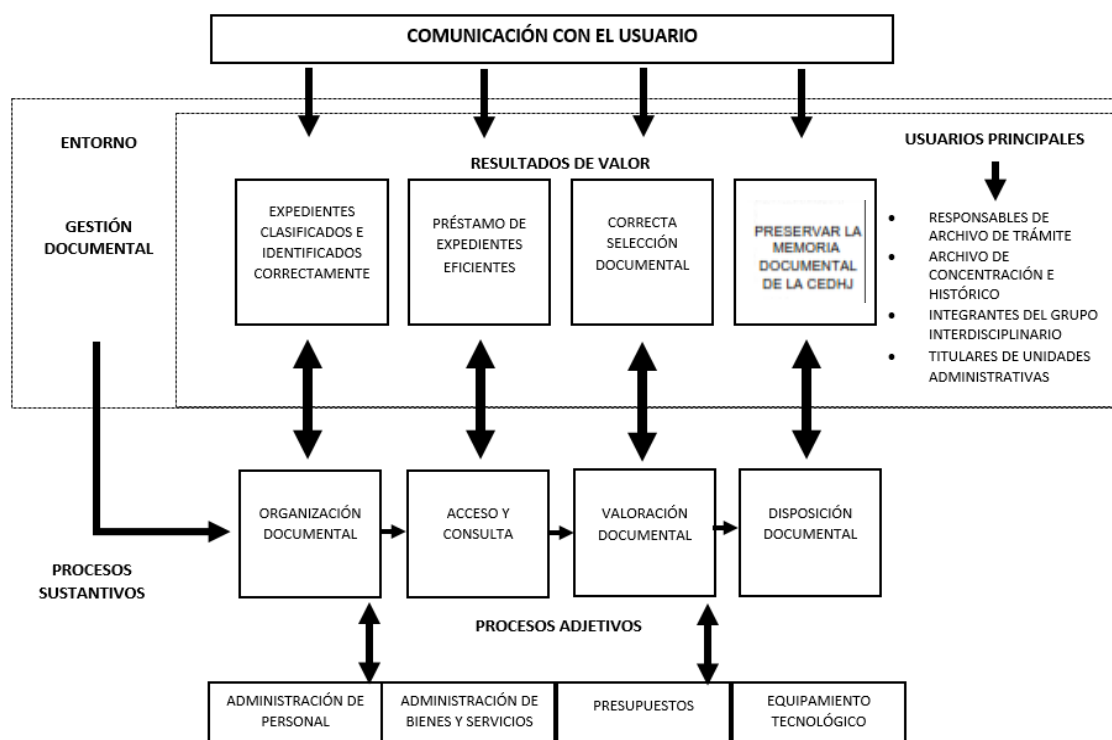 COMUNICACIÓN CON EL USUARIO
ENTORNO
GESTIÓN
DOCUMENTAL
RESULTADOS DE VALOR
EXPEDIENTES
CLASIFICADOS E
IDENTIFICADOS
CORRECTAMENTE
PRÉSTAMO DE
EXPEDIENTES
EFICIENTES
CORRECTA
SELECCIÓN
DOCUMENTAL
PRESERVAR LA
MEMORIA
DOCUMENTAL
DE LA CEDHJ
USUARIOS PRINCIPALES
• RESPONSABLES DE
ARCHIVO DE TRÁMITE
• ARCHIVO DE
CONCENTRACIÓN E
HISTÓRICO
• INTEGRANTES DEL GRUPO
INTERDISCIPLINARIO
• TITULARES DE UNIDADES
ADMINISTRATIVAS
ORGANIZACIÓN
DOCUMENTAL
ACCESO Y
CONSULTA
VALORACIÓN
DOCUMENTAL
DISPOSICIÓN
DOCUMENTAL
PROCESOS
SUSTANTIVOS
PROCESOS ADJETIVOS
ADMINISTRACIÓN DE
PERSONAL
ADMINISTRACIÓN DE
BIENES Y SERVICIOS
PRESUPUESTOS
EQUIPAMIENTO
TECNOLÓGICO